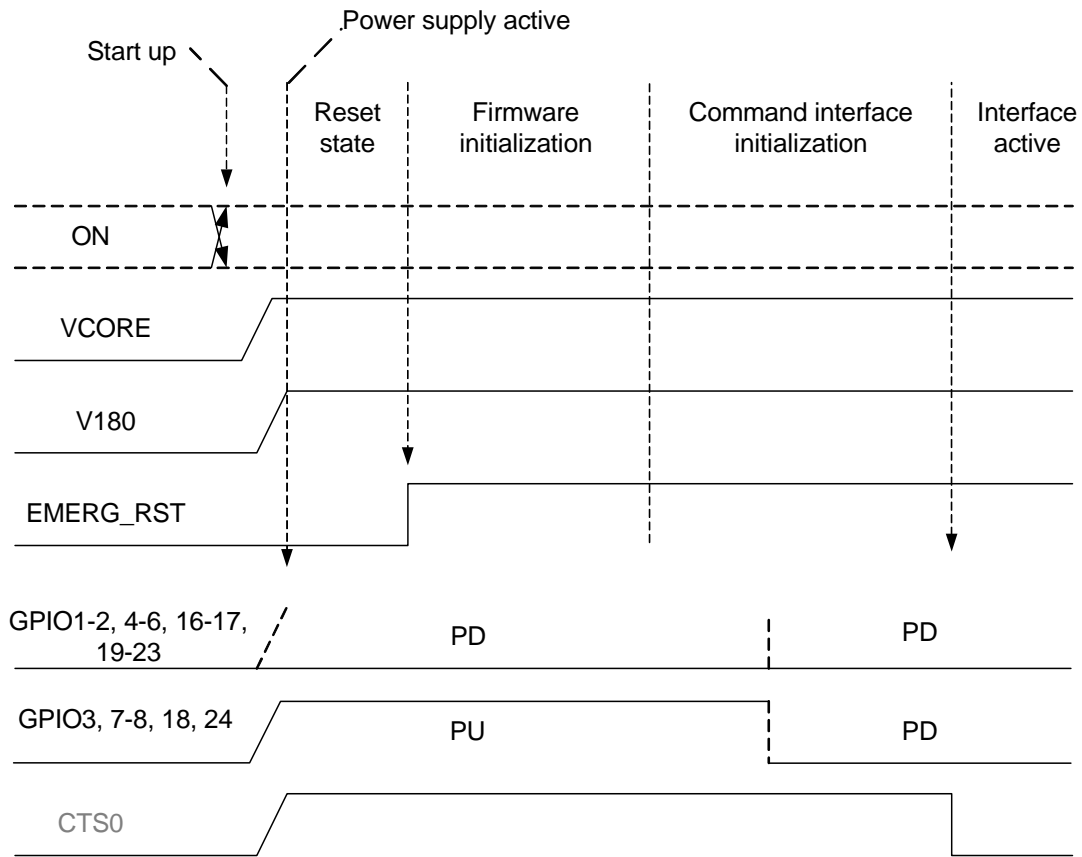 Power supply active
Start up
Reset
state
Firmware
initialization
Command interface
initialization
Interface
active
ON
VCORE
V180
EMERG_RST
GPIO1-2, 4-6, 16-17,
19-23
PD
PD
GPIO3, 7-8, 18, 24
PU
PD
CTS0